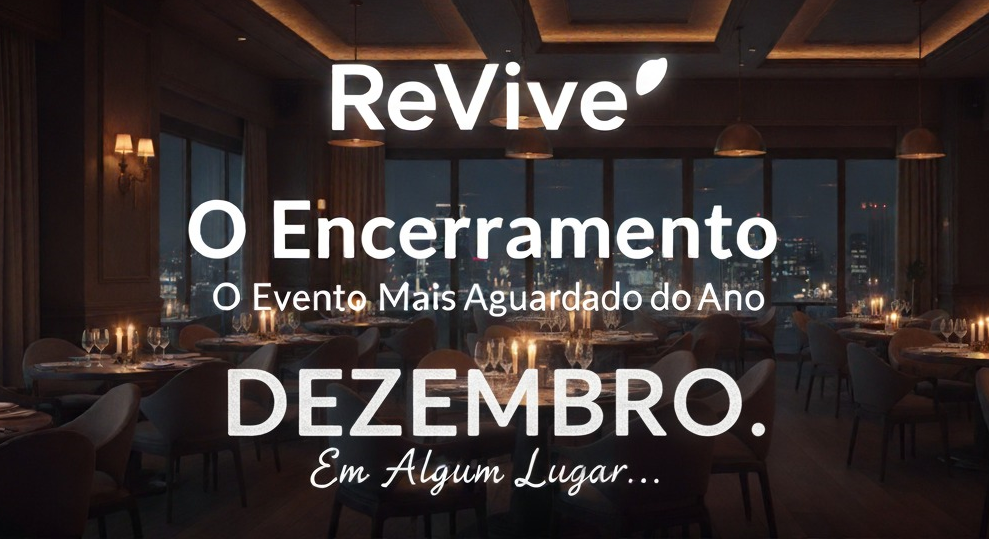 ReVive
O Encerramento
O Evento Mais Aguardado do Ano
DEZEMBRO.
Em Algum Lugar...